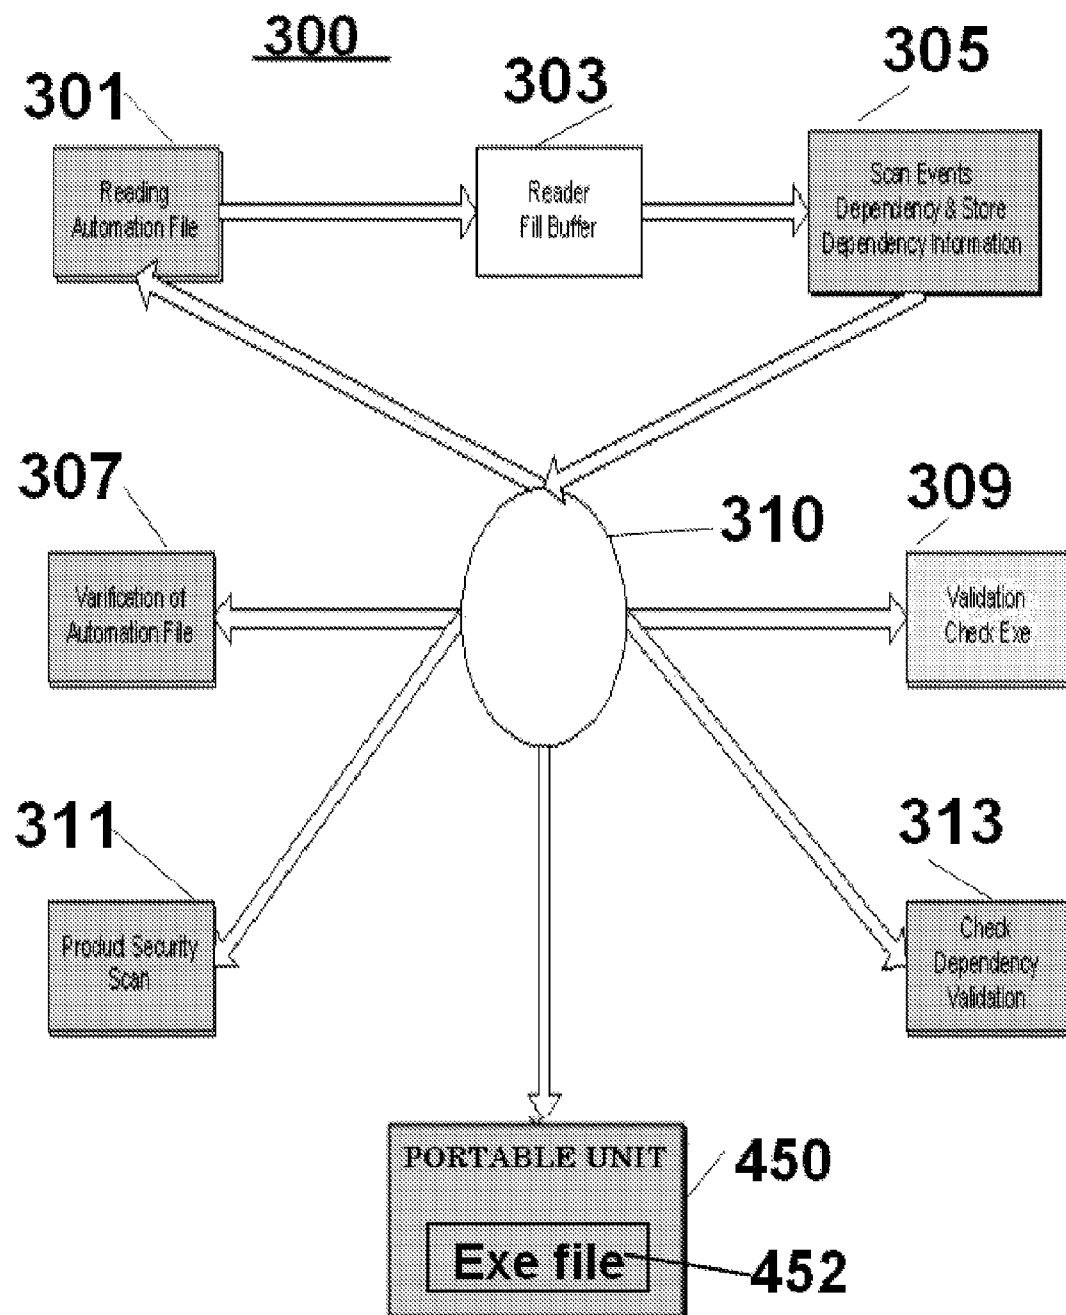 300
301
303
305
Reading
Automation File
Reader
Fill Buffer
Scan Events
Dependency & Store
Dependency Information
307
310
309
Varification of
Automation File
Validation
Check Exe
311
313
Product Security
Scan
Check
Dependency
Validation
PORTABLE UNIT
450
Exe file
452